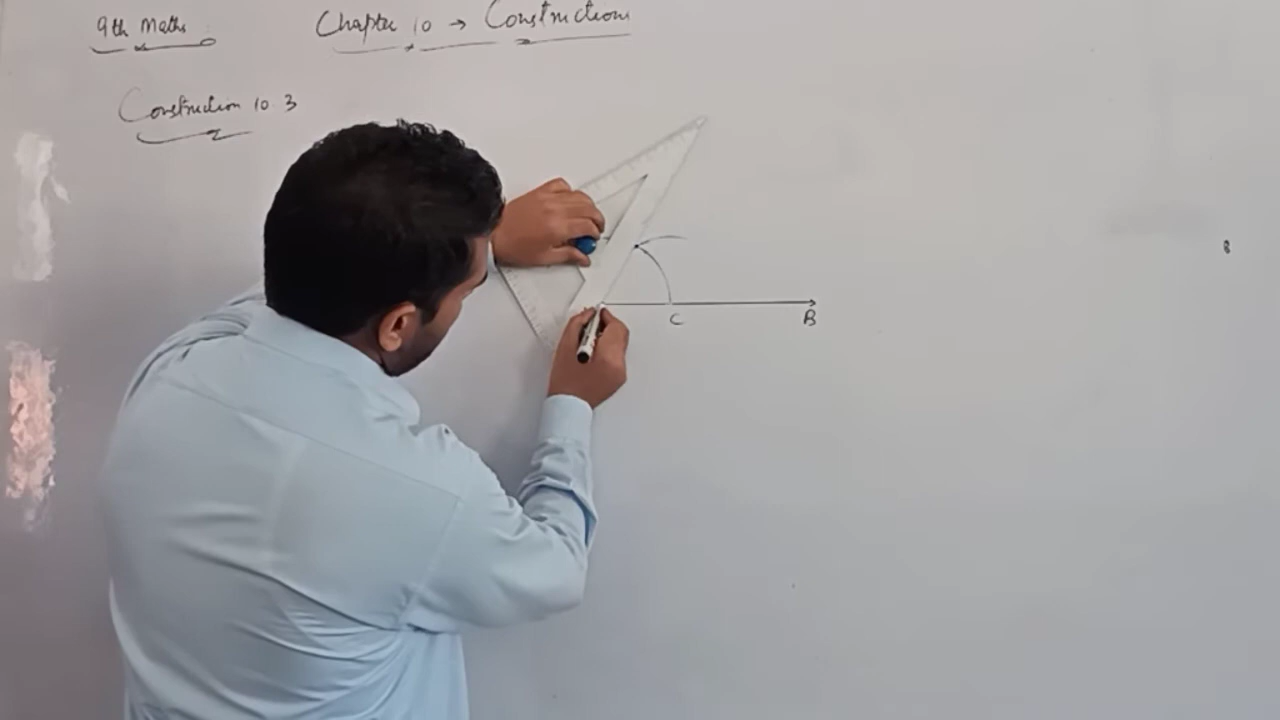 9th Maths
Chapter 10 → Constructions
Construction 10.3
C
B